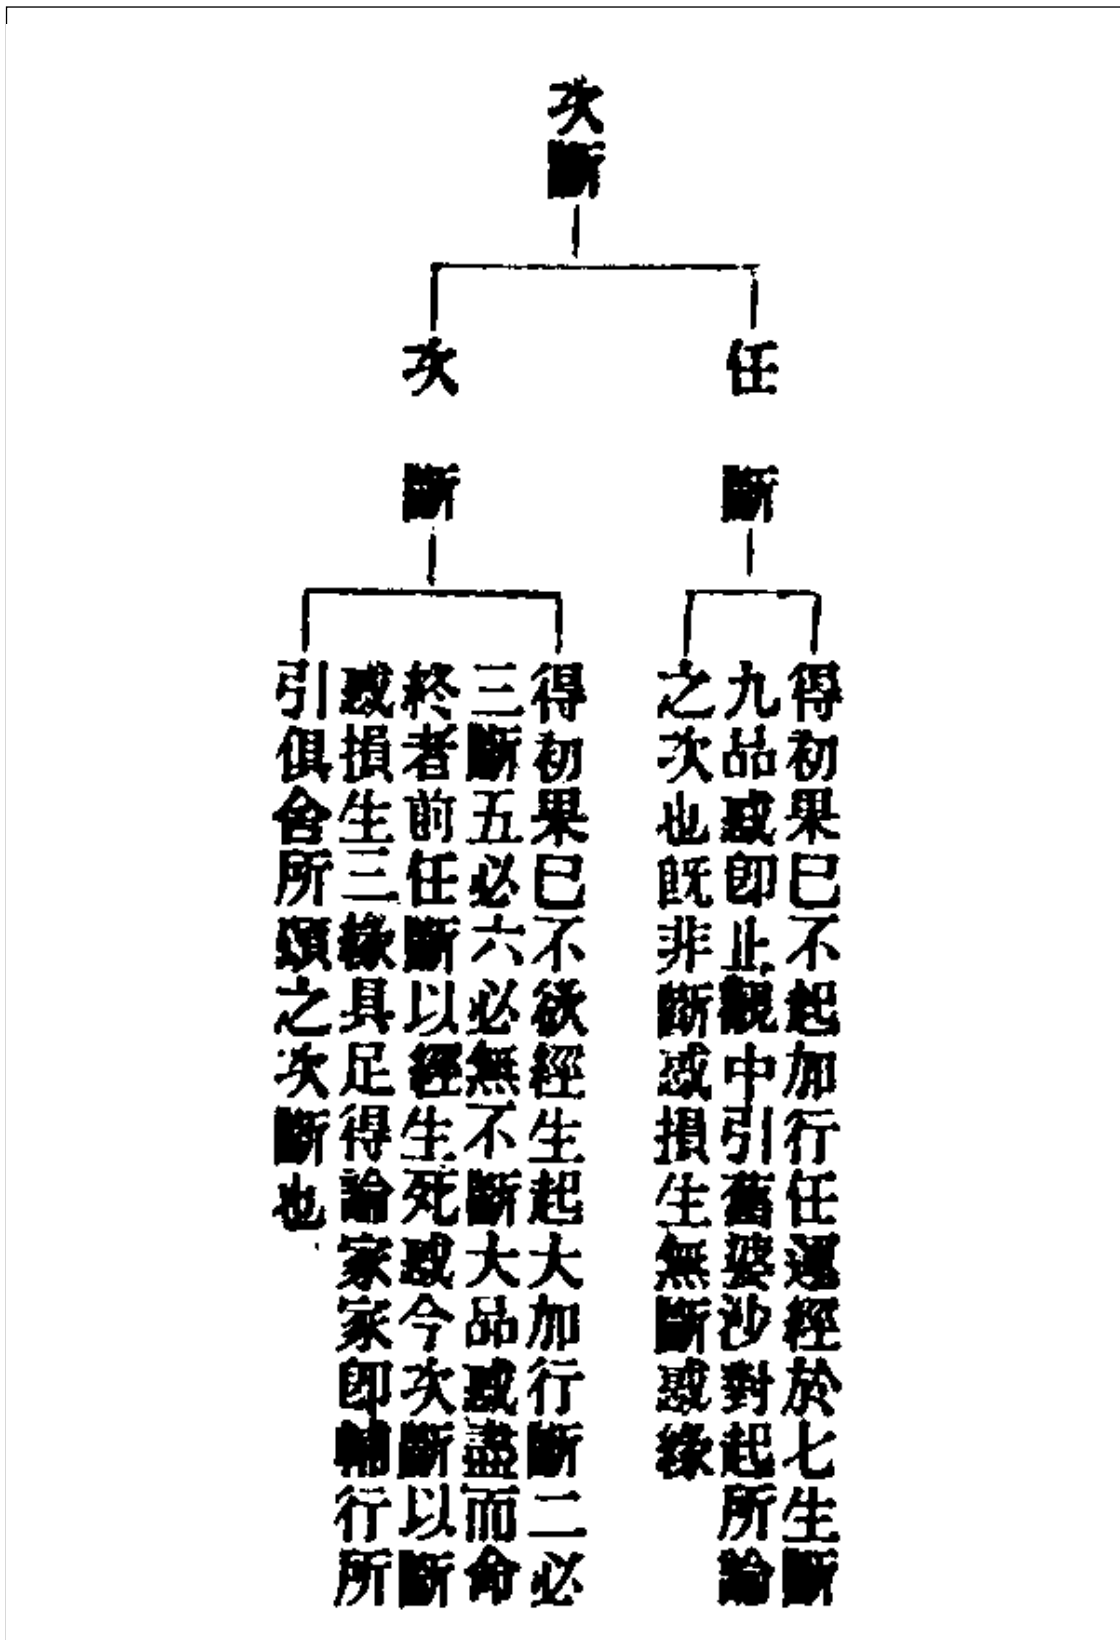 次斷
任斷
得初果已不起加行任運經於七生斷
九品惑卽止觀中引舊婆沙對起所論
之次也既非斷惑損生無斷惑緣
次斷
得初果已不欲經生起大加行斷二必
三斷五必六必無不斷大品惑盡而命
終者前任斷以經生死惑今次斷以斷
惑損生三緣具足得論家家卽輔行所
引俱舍所頌之次斷也